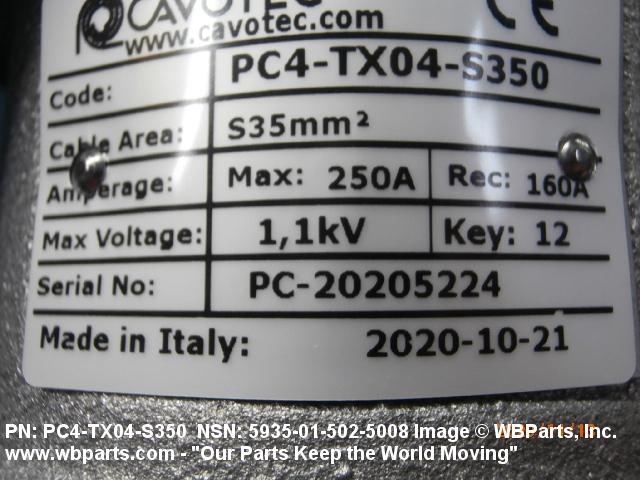 CAVOTEC
www.cavotec.com
CE
Code: PC4-TX04-S350
Cable Area: S35mm²
Amperage: Max: 250A Rec: 160A
Max Voltage: 1,1kV Key: 12
Serial No: PC-20205224
Made in Italy: 2020-10-21
PN: PC4-TX04-S350 NSN: 5935-01-502-5008 Image © WBParts, Inc.
www.wbparts.com - "Our Parts Keep the World Moving"